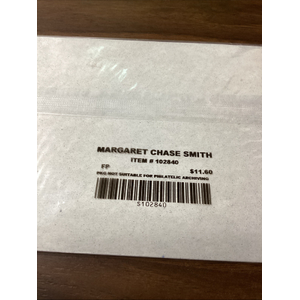 MARGARET CHASE SMITH
ITEM # 102840
FP $11.60
PKG NOT SUITABLE FOR PHILATELIC ARCHIVING
S102840